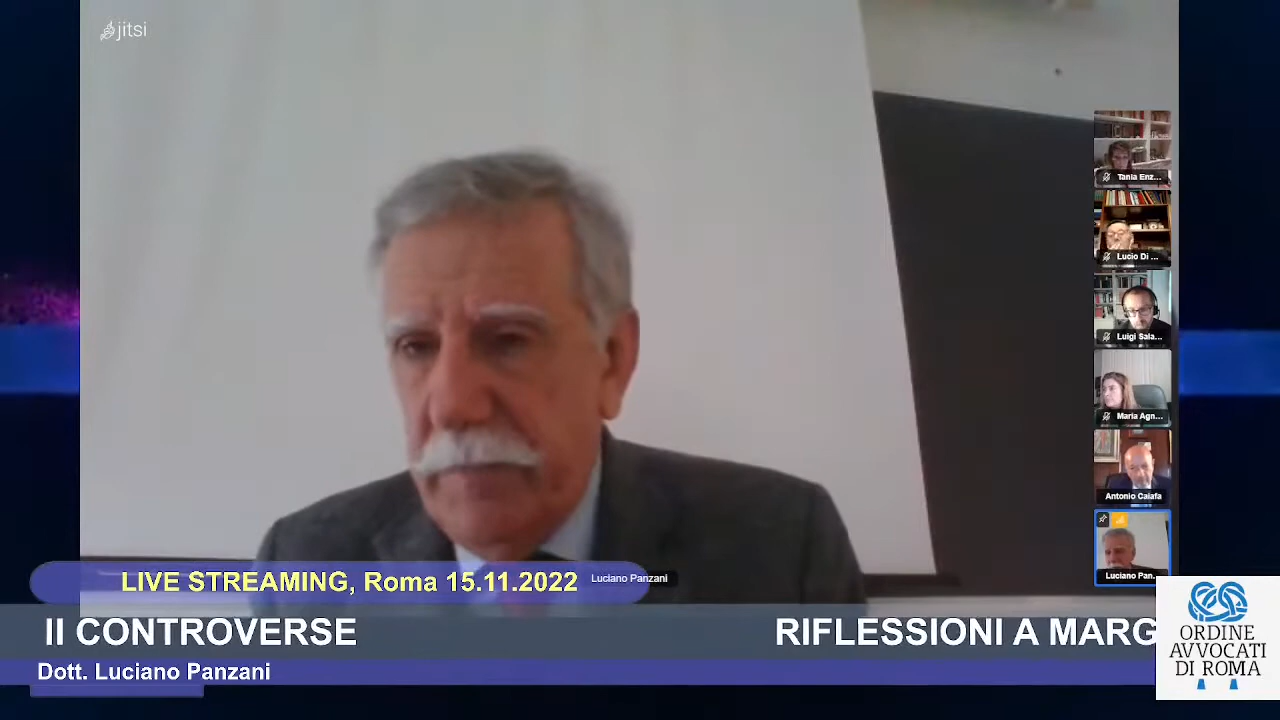 jitsi
Tania Enz...
Lucio Di ...
Luigi Sala...
Maria Agn...
Antonio Caiafa
Luciano Pan...
LIVE STREAMING, Roma 15.11.2022
Luciano Panzani
II CONTROVERSE
RIFLESSIONI A MARG
Dott. Luciano Panzani
ORDINE
AVVOCATI
DI ROMA